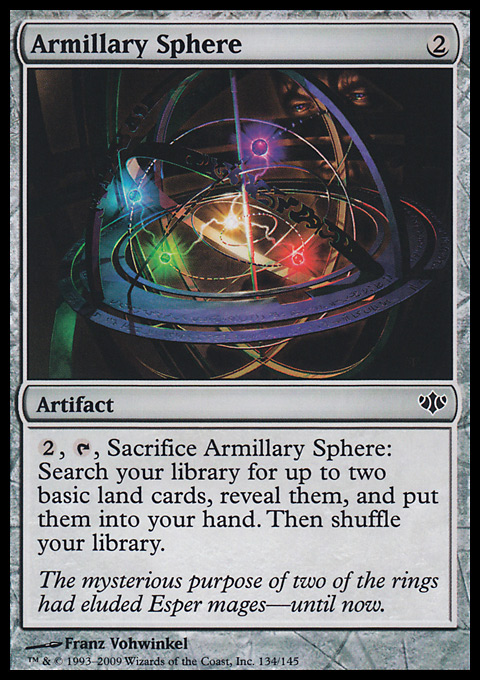 Armillary Sphere 2
Artifact
2, , Sacrifice Armillary Sphere:
Search your library for up to two
basic land cards, reveal them, and put
them into your hand. Then shuffle
your library.
The mysterious purpose of two of the rings
had eluded Esper mages—until now.
Franz Vohwinkel
™ & © 1993–2009 Wizards of the Coast, Inc. 134/145